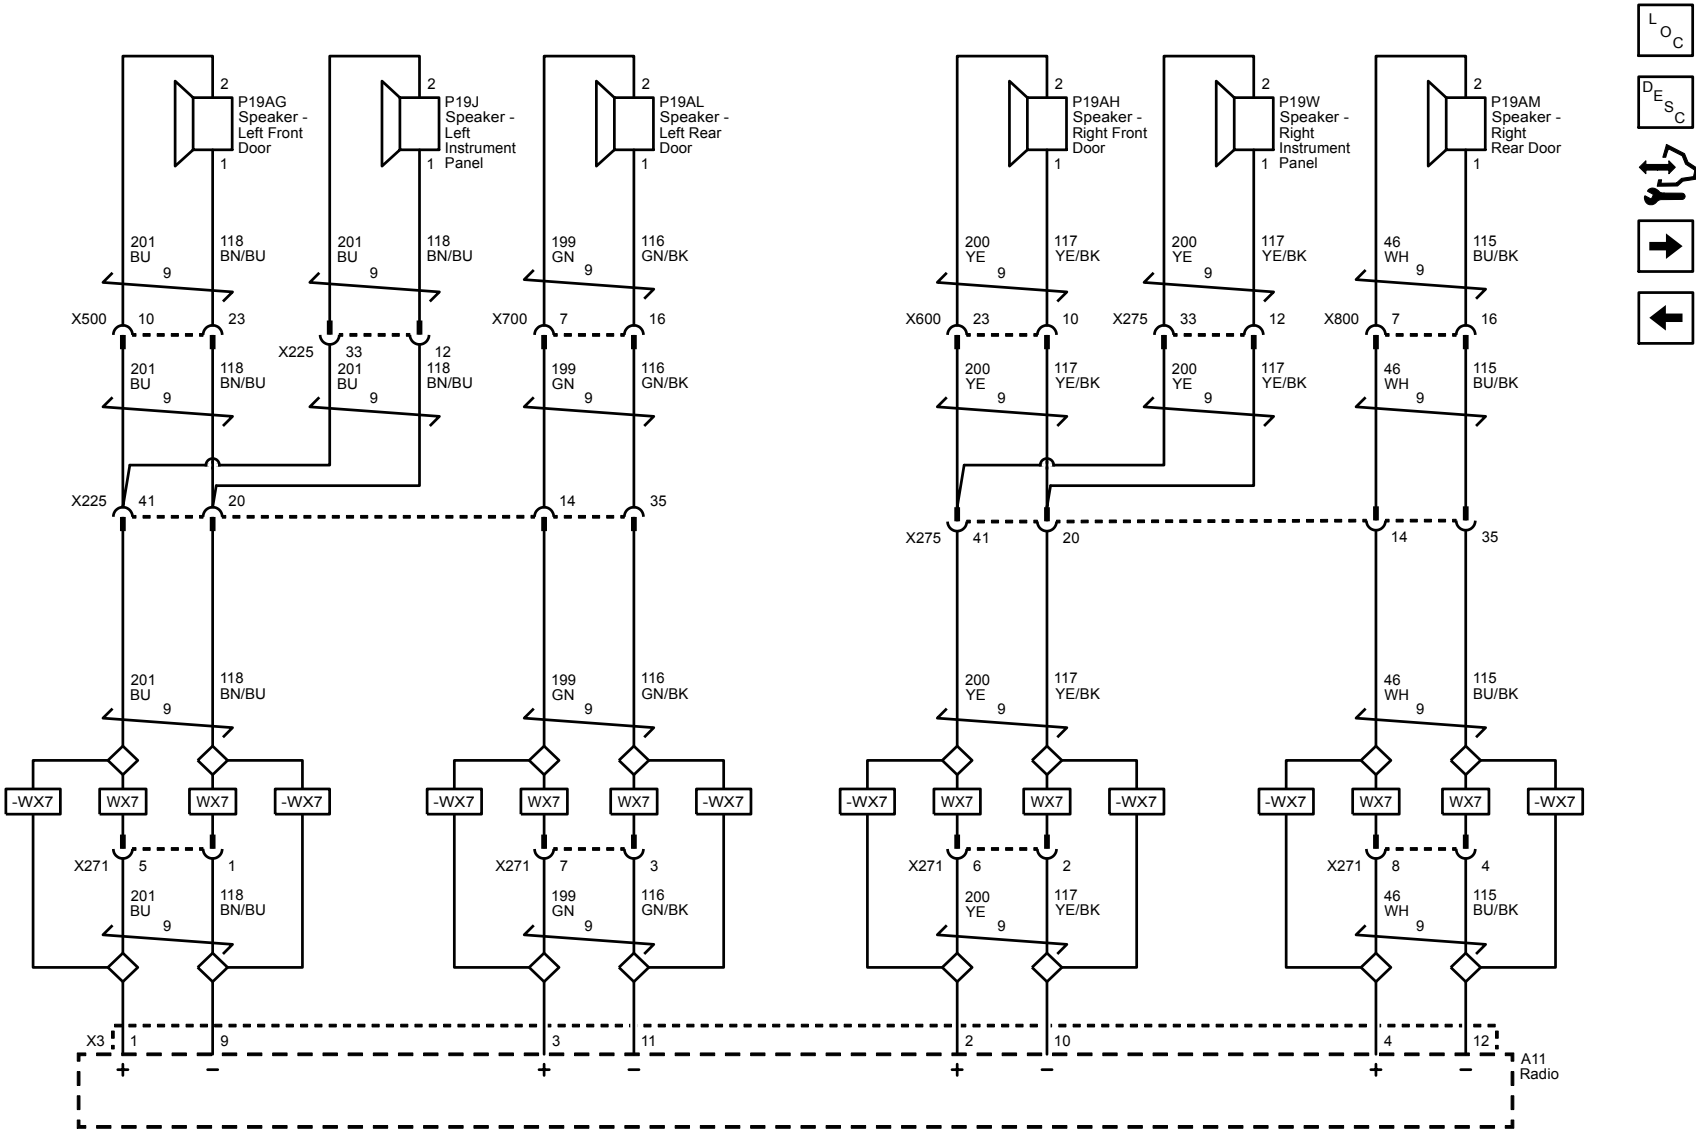 L O C
D E S C
2 2 2 2 2 2
P19AG
Speaker -
Left Front
Door
P19J
Speaker -
Left
Instrument
Panel
P19AL
Speaker -
Left Rear
Door
P19AH
Speaker -
Right Front
Door
P19W
Speaker -
Right
Instrument
Panel
P19AM
Speaker -
Right
Rear Door
1 1 1 1 1 1
201 118 201 118 199 116 200 117 200 117 46 115
BU BN/BU BU BN/BU GN GN/BK YE YE/BK YE YE/BK WH BU/BK
9 9 9 9 9 9
X500 10 23 X700 7 16 X600 23 10 X275 33 12 X800 7 16
X225 33 12
201 118 201 118 199 116 200 117 200 117 46 115
BU BN/BU BU BN/BU GN GN/BK YE YE/BK YE YE/BK WH BU/BK
9 9 9 9 9 9
X225 41 20 14 35
X275 41 20 14 35
201 118 199 116 200 117 46 115
BU BN/BU GN GN/BK YE YE/BK WH BU/BK
9 9 9 9
-WX7 WX7 WX7 -WX7 -WX7 WX7 WX7 -WX7 -WX7 WX7 WX7 -WX7 -WX7 WX7 WX7 -WX7
X271 5 1 X271 7 3 X271 6 2 X271 8 4
201 118 199 116 200 117 46 115
BU BN/BU GN GN/BK YE YE/BK WH BU/BK
9 9 9 9
X3 1 9 3 11 2 10 4 12
+ − + − + − + −
A11
Radio